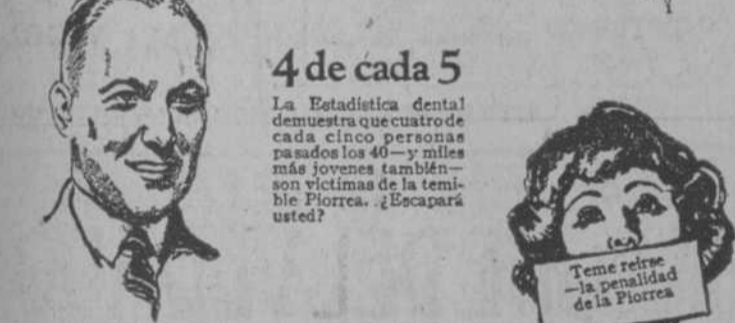 4 de cada 5
La Estadistica dental
demuestra que cuatro de
cada cinco personas
pasados los 40—y miles
más jovenes también—
son victimas de la temi-
ble Piorrea. ¿Escapará
usted?
Teme reirse
—la penalidad
de la Piorrea